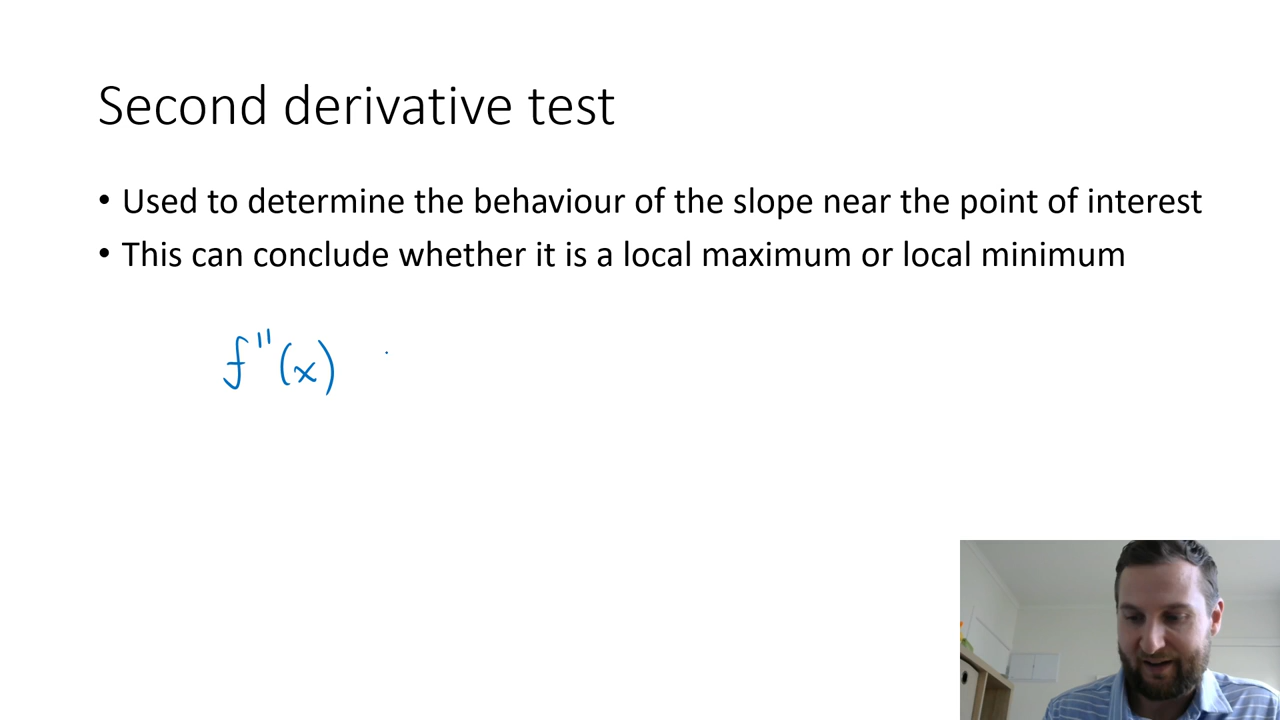 Second derivative test
• Used to determine the behaviour of the slope near the point of interest
• This can conclude whether it is a local maximum or local minimum
f''(x)